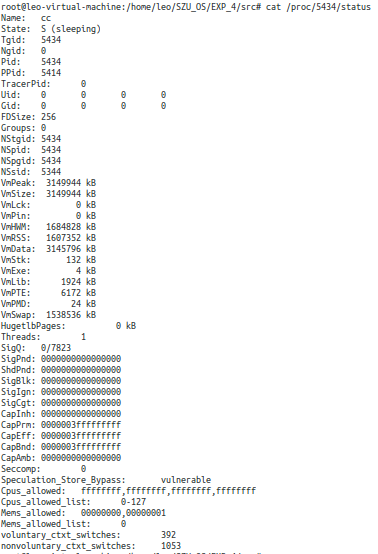 root@leo-virtual-machine:/home/leo/SZU_OS/EXP_4/src# cat /proc/5434/status
Name:	cc
State:	S (sleeping)
Tgid:	5434
Ngid:	0
Pid:	5434
PPid:	5414
TracerPid:	0
Uid:	0	0	0	0
Gid:	0	0	0	0
FDSize:	256
Groups:	0
NStgid:	5434
NSpid:	5434
NSpgid:	5434
NSsid:	5344
VmPeak:	 3149944 kB
VmSize:	 3149944 kB
VmLck:	       0 kB
VmPin:	       0 kB
VmHWM:	 1684828 kB
VmRSS:	 1607352 kB
VmData:	 3145796 kB
VmStk:	     132 kB
VmExe:	       4 kB
VmLib:	    1924 kB
VmPTE:	    6172 kB
VmPMD:	      24 kB
VmSwap:	 1538536 kB
HugetlbPages:	       0 kB
Threads:	1
SigQ:	0/7823
SigPnd:	0000000000000000
ShdPnd:	0000000000000000
SigBlk:	0000000000000000
SigIgn:	0000000000000000
SigCgt:	0000000000000000
CapInh:	0000000000000000
CapPrm:	0000003fffffffff
CapEff:	0000003fffffffff
CapBnd:	0000003fffffffff
CapAmb:	0000000000000000
Seccomp:	0
Speculation_Store_Bypass:	vulnerable
Cpus_allowed:	ffffffff,ffffffff,ffffffff,ffffffff
Cpus_allowed_list:	0-127
Mems_allowed:	00000000,00000001
Mems_allowed_list:	0
voluntary_ctxt_switches:	392
nonvoluntary_ctxt_switches:	1053